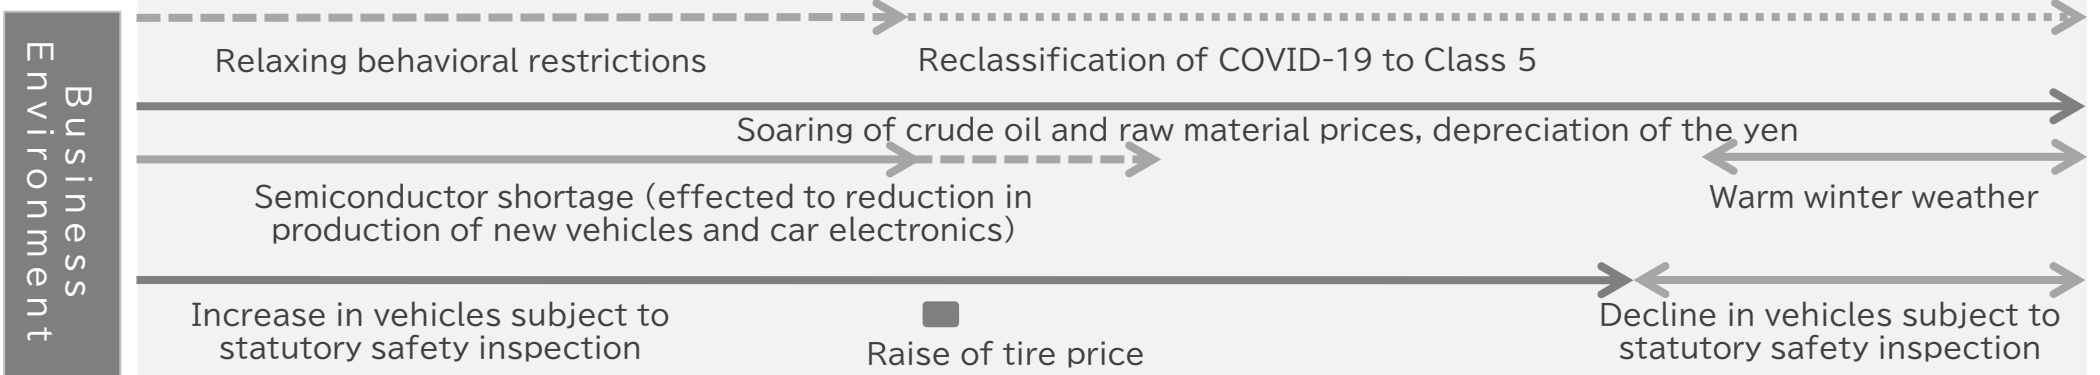 Business
Environment
Relaxing behavioral restrictions
Reclassification of COVID-19 to Class 5
Soaring of crude oil and raw material prices, depreciation of the yen
Semiconductor shortage (effected to reduction in
production of new vehicles and car electronics)
Warm winter weather
Increase in vehicles subject to
statutory safety inspection
Raise of tire price
Decline in vehicles subject to
statutory safety inspection